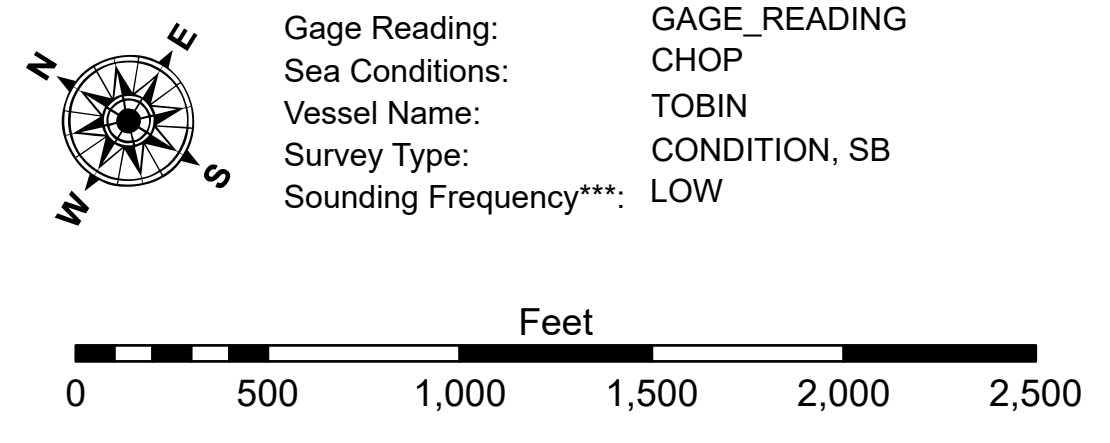 N E
W S
Gage Reading: GAGE_READING
Sea Conditions: CHOP
Vessel Name: TOBIN
Survey Type: CONDITION, SB
Sounding Frequency***: LOW
Feet
0 500 1,000 1,500 2,000 2,500